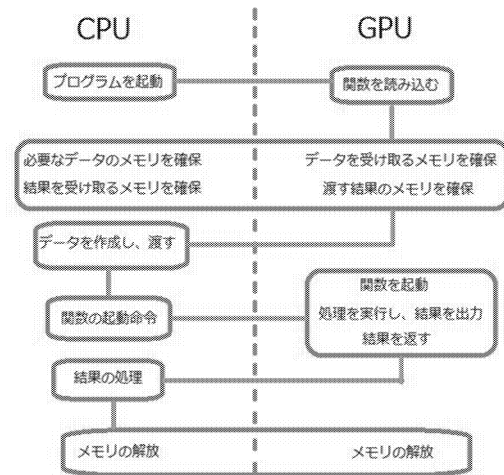 CPU
GPU
プログラムを起動
関数を読み込む
必要なデータのメモリを確保
データを受け取るメモリを確保
結果を受け取るメモリを確保
渡す結果のメモリを確保
データを作成し、渡す
関数を起動
関数の起動命令
処理を実行し、結果を出力
結果を返す
結果の処理
メモリの解放
メモリの解放